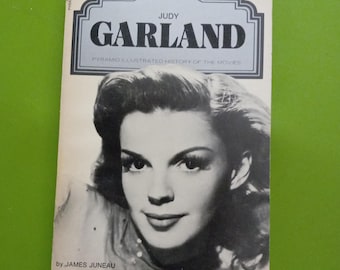 JUDY
GARLAND
PYRAMID ILLUSTRATED HISTORY OF THE MOVIES
by JAMES JUNEAU